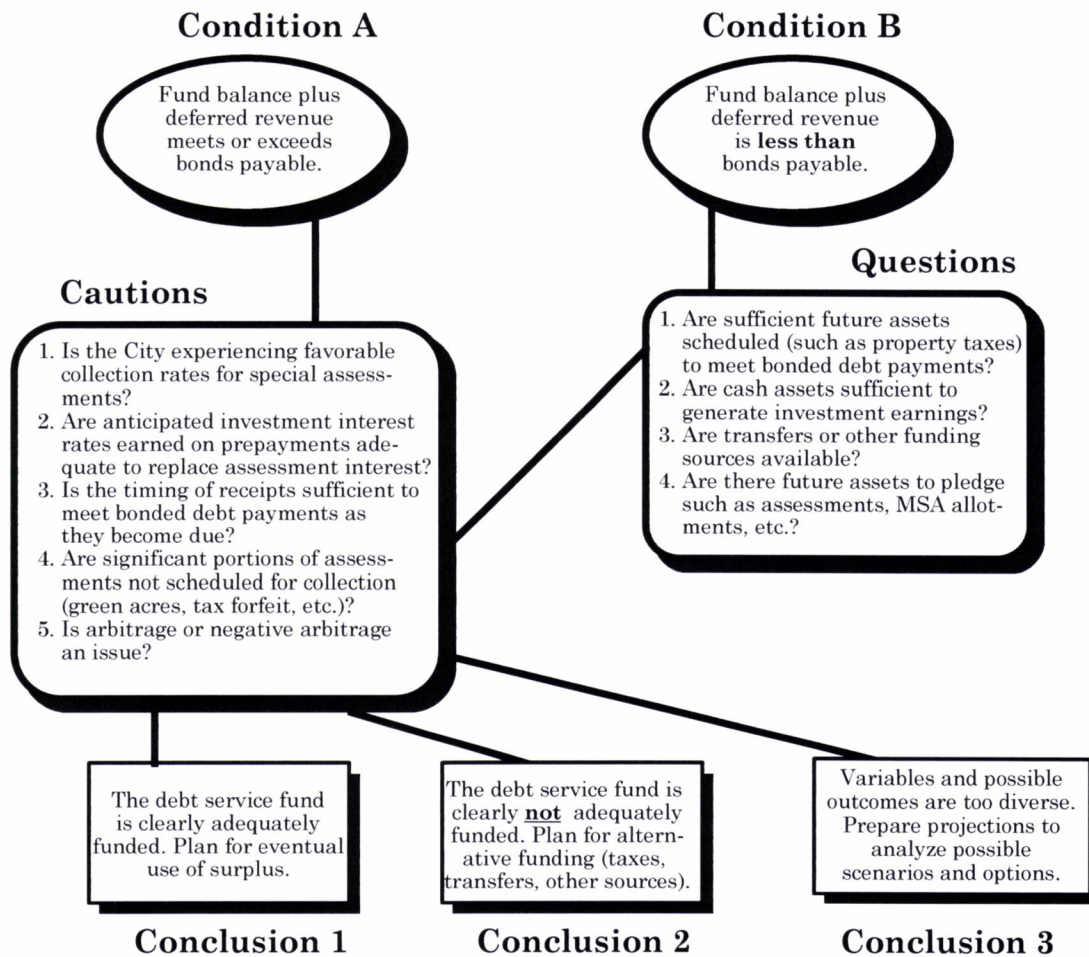 Condition A
Fund balance plus
deferred revenue
meets or exceeds
bonds payable.
Condition B
Fund balance plus
deferred revenue
is less than
bonds payable.
Cautions
1. Is the City experiencing favorable
collection rates for special assess-
ments?
2. Are anticipated investment interest
rates earned on prepayments ade-
quate to replace assessment interest?
3. Is the timing of receipts sufficient to
meet bonded debt payments as
they become due?
4. Are significant portions of assess-
ments not scheduled for collection
(green acres, tax forfeit, etc.)?
5. Is arbitrage or negative arbitrage
an issue?
Questions
1. Are sufficient future assets
scheduled (such as property taxes)
to meet bonded debt payments?
2. Are cash assets sufficient to
generate investment earnings?
3. Are transfers or other funding
sources available?
4. Are there future assets to pledge
such as assessments, MSA allot-
ments, etc.?
The debt service fund
is clearly adequately
funded. Plan for eventual
use of surplus.
Conclusion 1
The debt service fund is
clearly not adequately
funded. Plan for altern-
ative funding (taxes,
transfers, other sources).
Conclusion 2
Variables and possible
outcomes are too diverse.
Prepare projections to
analyze possible
scenarios and options.
Conclusion 3